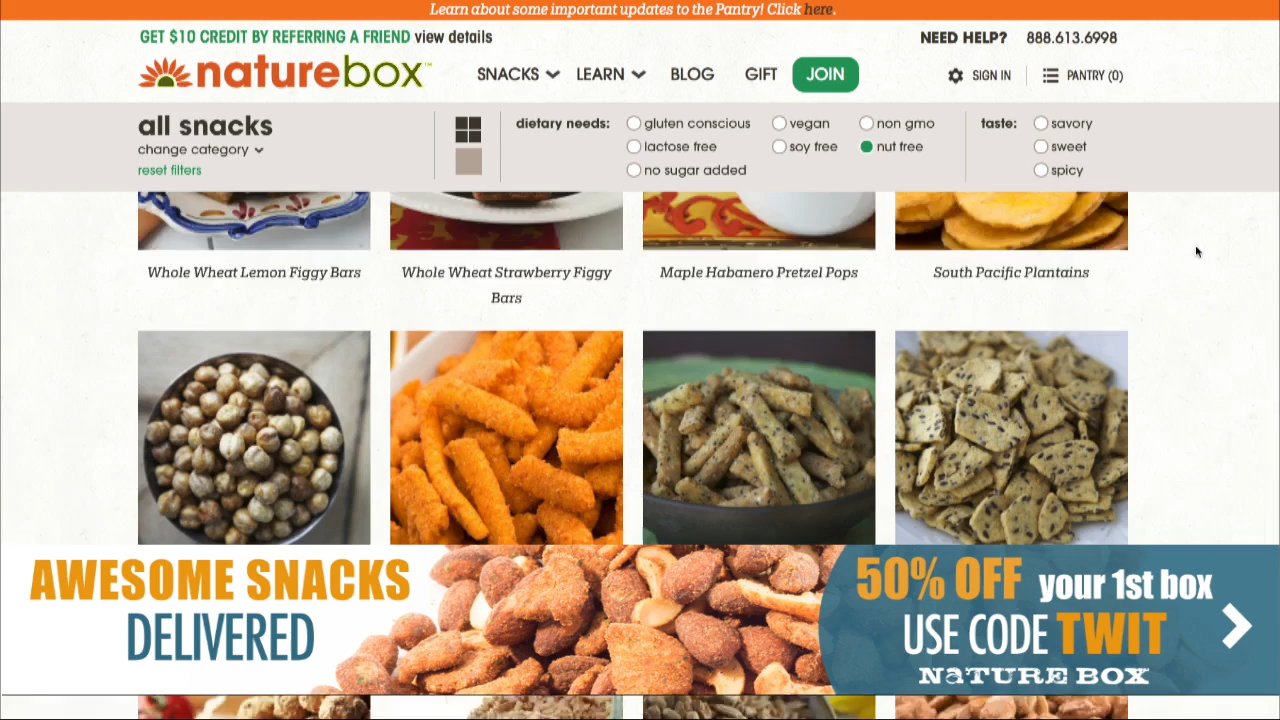 Learn about some important updates to the Pantry! Click here.
GET $10 CREDIT BY REFERRING A FRIEND view details
NEED HELP? 888.613.6998
naturebox™
SNACKS LEARN BLOG GIFT JOIN
SIGN IN PANTRY (0)
all snacks
change category
reset filters
dietary needs: gluten conscious vegan non gmo
lactose free soy free nut free
no sugar added
taste: savory
sweet
spicy
Whole Wheat Lemon Figgy Bars
Whole Wheat Strawberry Figgy
Bars
Maple Habanero Pretzel Pops
South Pacific Plantains
AWESOME SNACKS
DELIVERED
50% OFF your 1st box
USE CODE TWIT
NATURE BOX